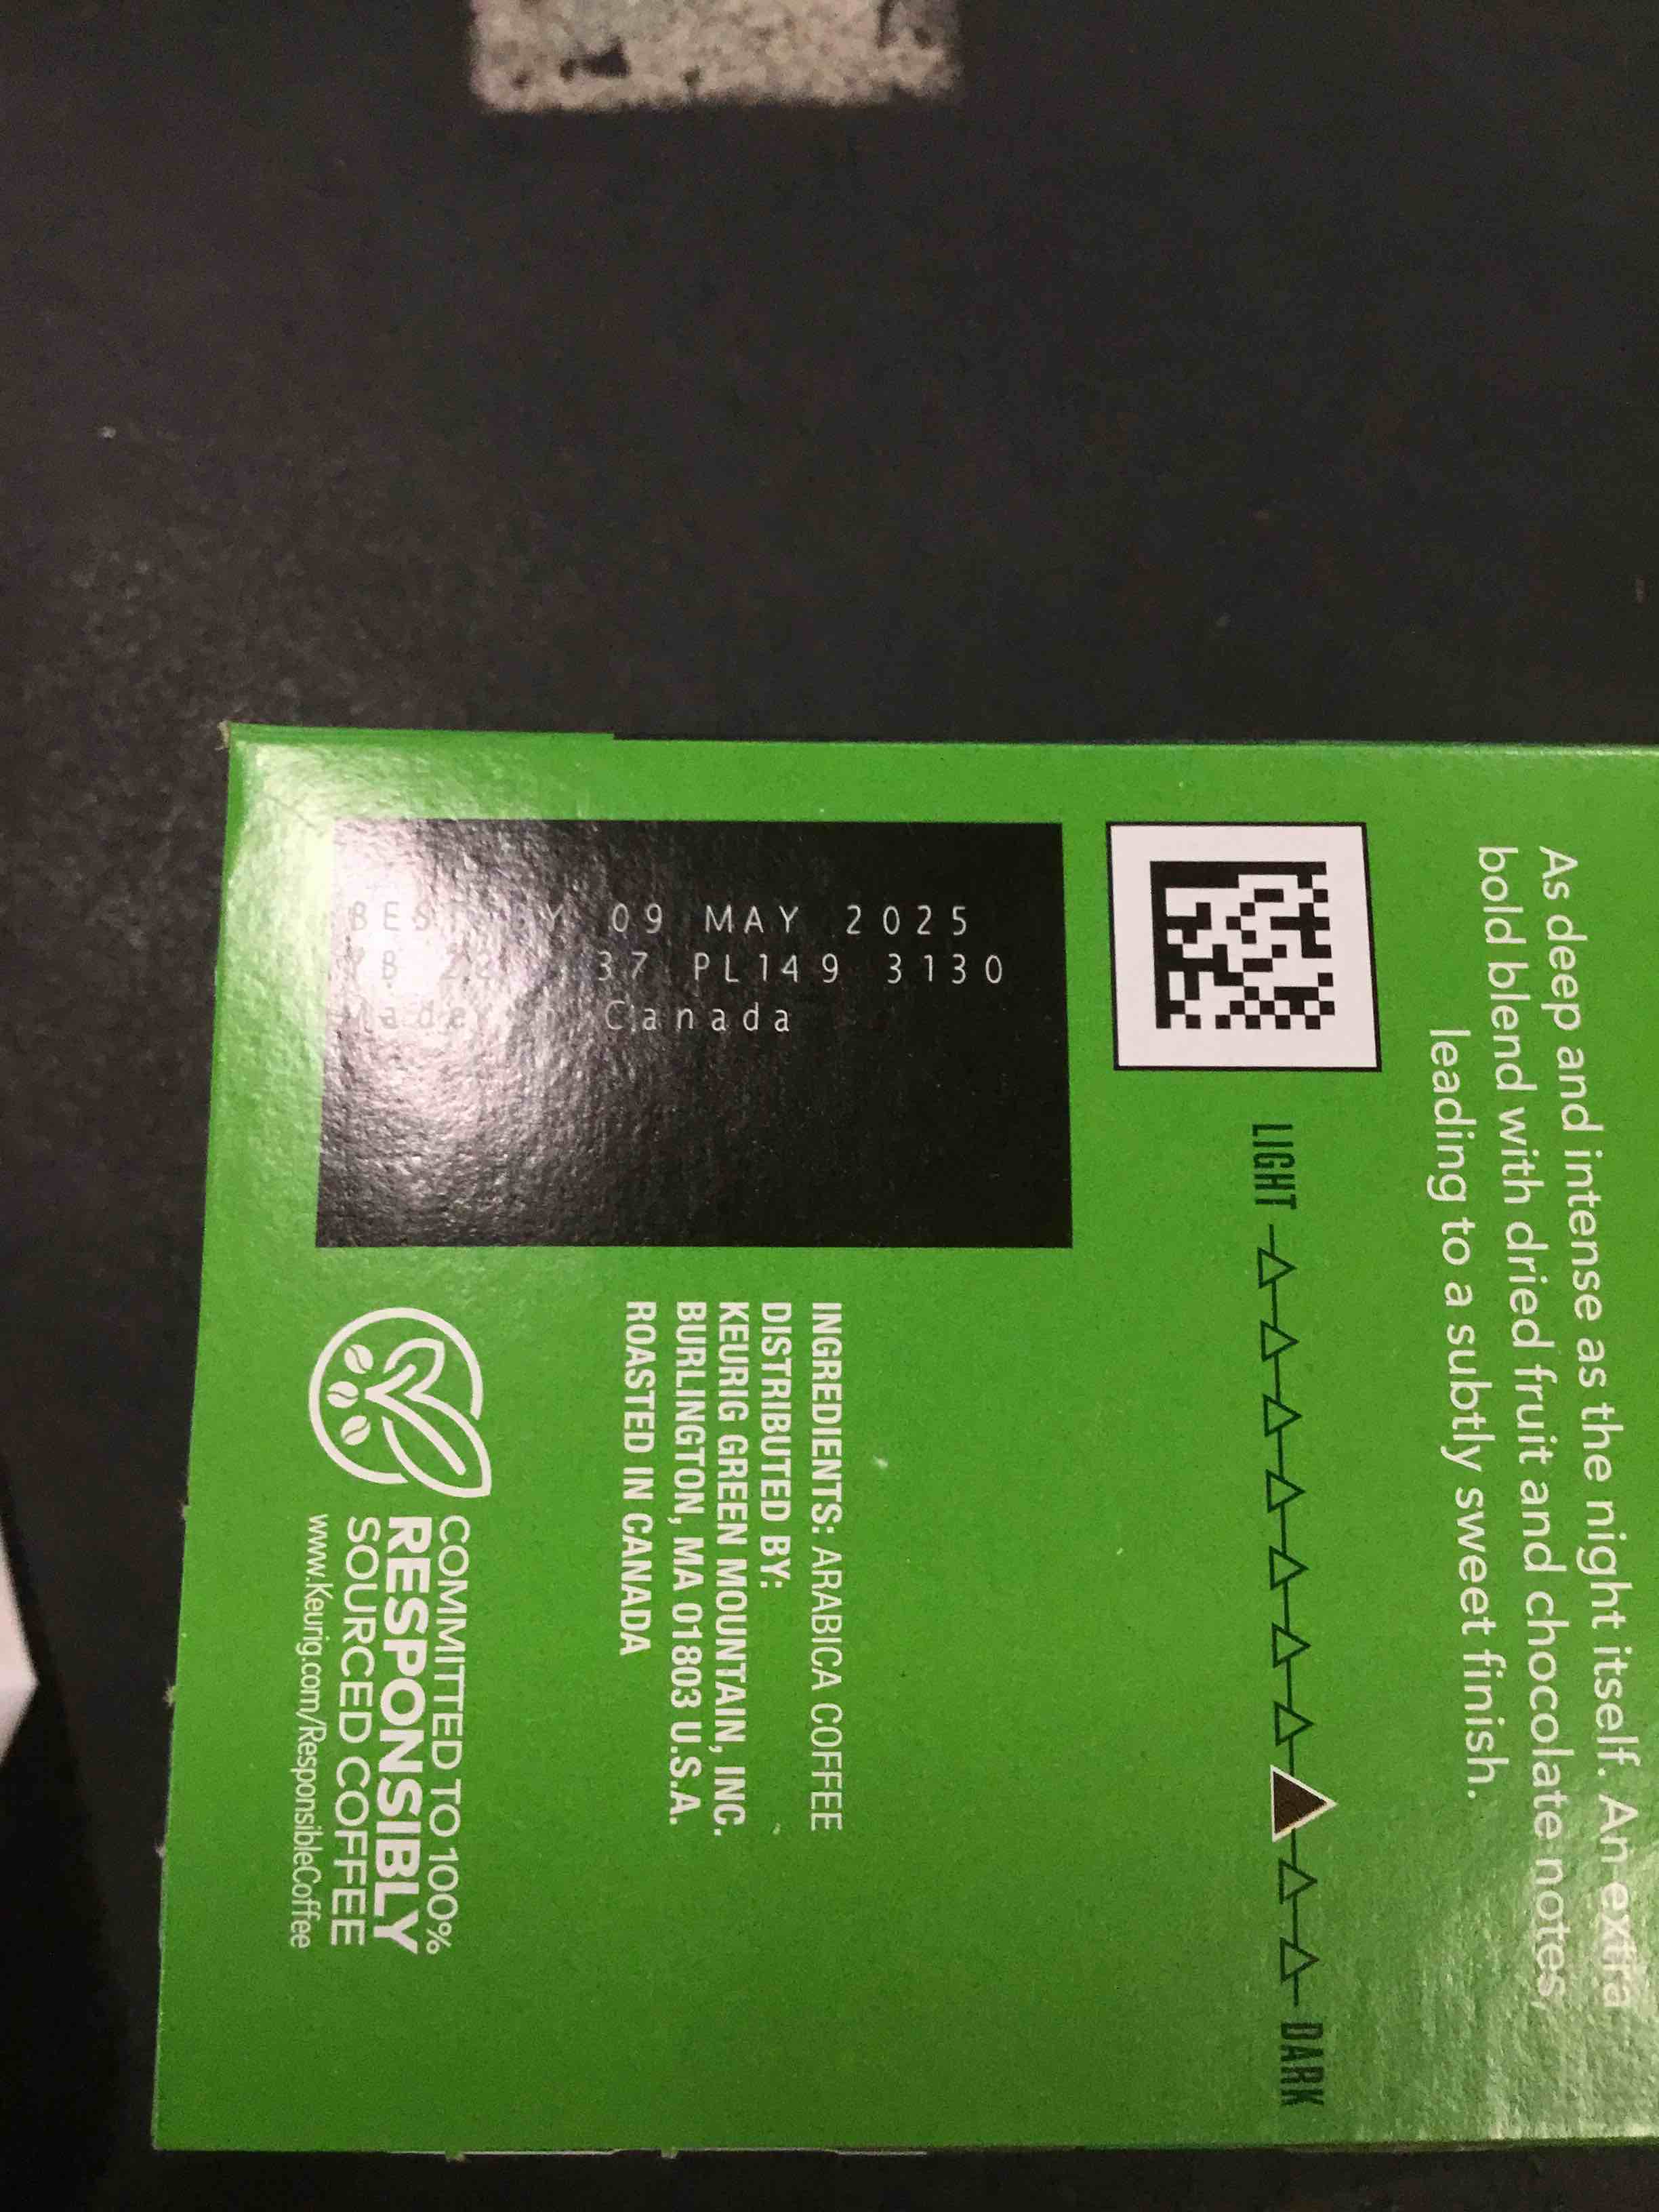 As deep and intense as the night itself. An extra
bold blend with dried fruit and chocolate notes,
leading to a subtly sweet finish.
LIGHT DARK
INGREDIENTS: ARABICA COFFEE
DISTRIBUTED BY:
KEURIG GREEN MOUNTAIN, INC.
BURLINGTON, MA 01803 U.S.A.
ROASTED IN CANADA
COMMITTED TO 100%
RESPONSIBLY
SOURCED COFFEE
www.Keurig.com/ResponsibleCoffee
BEST BY 09 MAY 2025
37 PL149 3130
Made in Canada